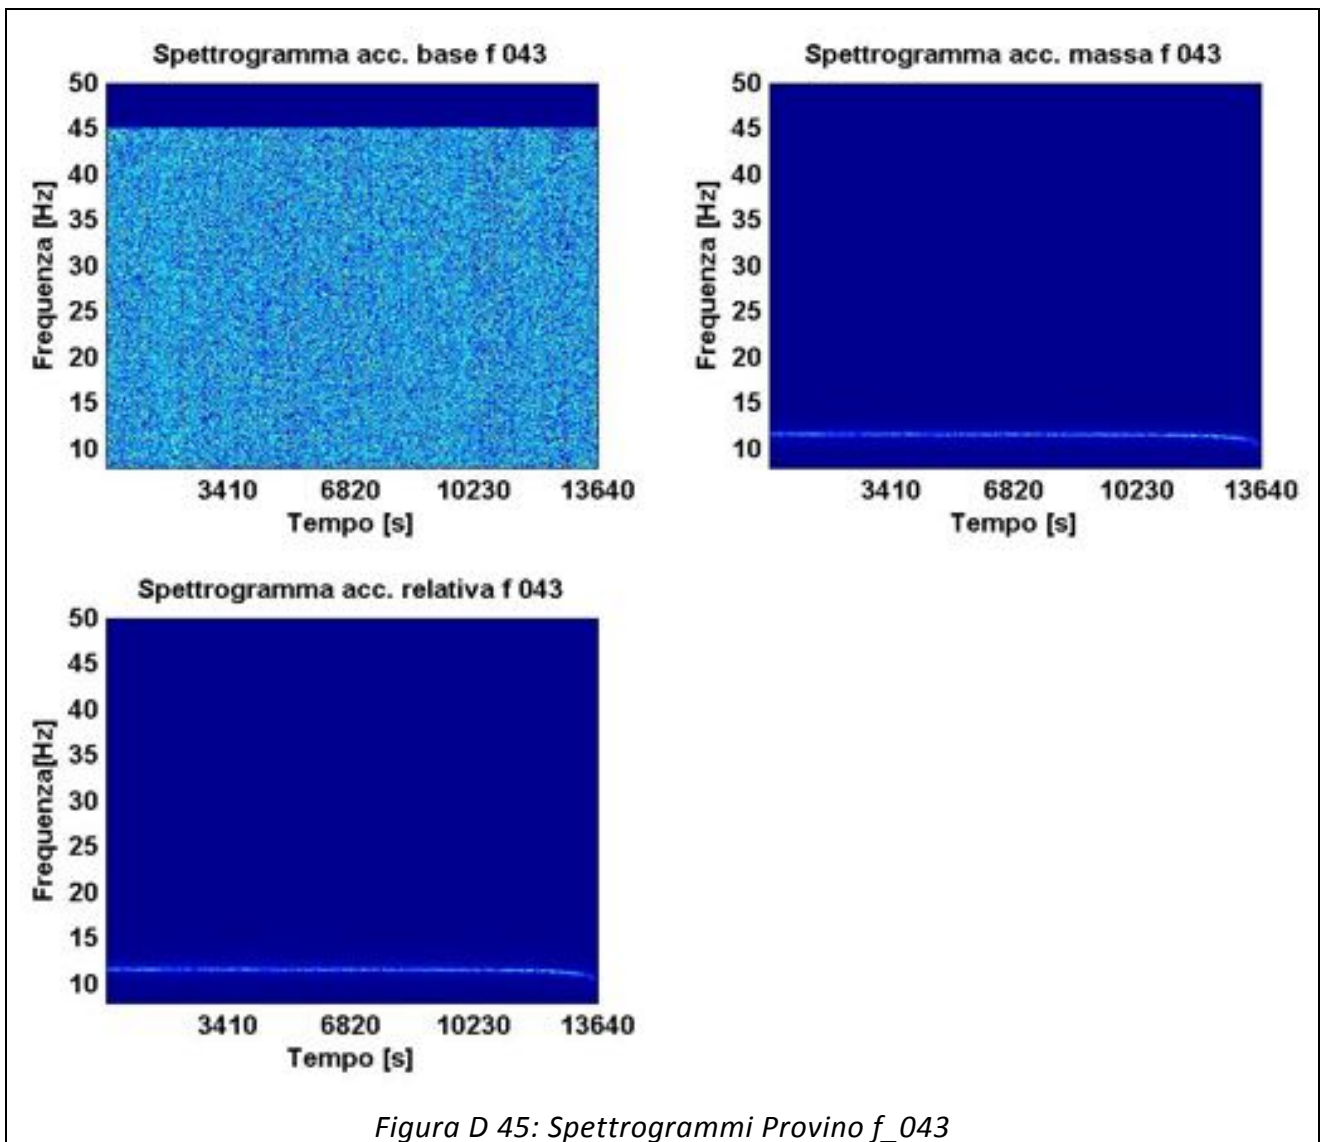 Spettrogramma acc. base f 043
50
45
40
35
30
25
20
15
10
Frequenza [Hz]
3410 6820 10230 13640
Tempo [s]
Spettrogramma acc. massa f 043
50
45
40
35
30
25
20
15
10
Frequenza [Hz]
3410 6820 10230 13640
Tempo [s]
Spettrogramma acc. relativa f 043
50
45
40
35
30
25
20
15
10
Frequenza[Hz]
3410 6820 10230 13640
Tempo [s]
Figura D 45: Spettrogrammi Provino f_043